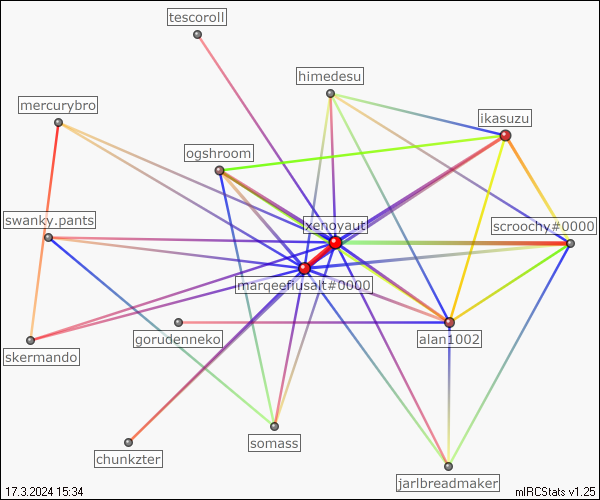 tescoroll
himedesu
mercurybro
ikasuzu
ogshroom
swanky.pants
xenoyaut
scroochy#0000
marqeefiusalt#0000
gorudenneko
alan1002
skermando
somass
chunkzter
jarlbreadmaker
17.3.2024 15:34
mIRCStats v1.25